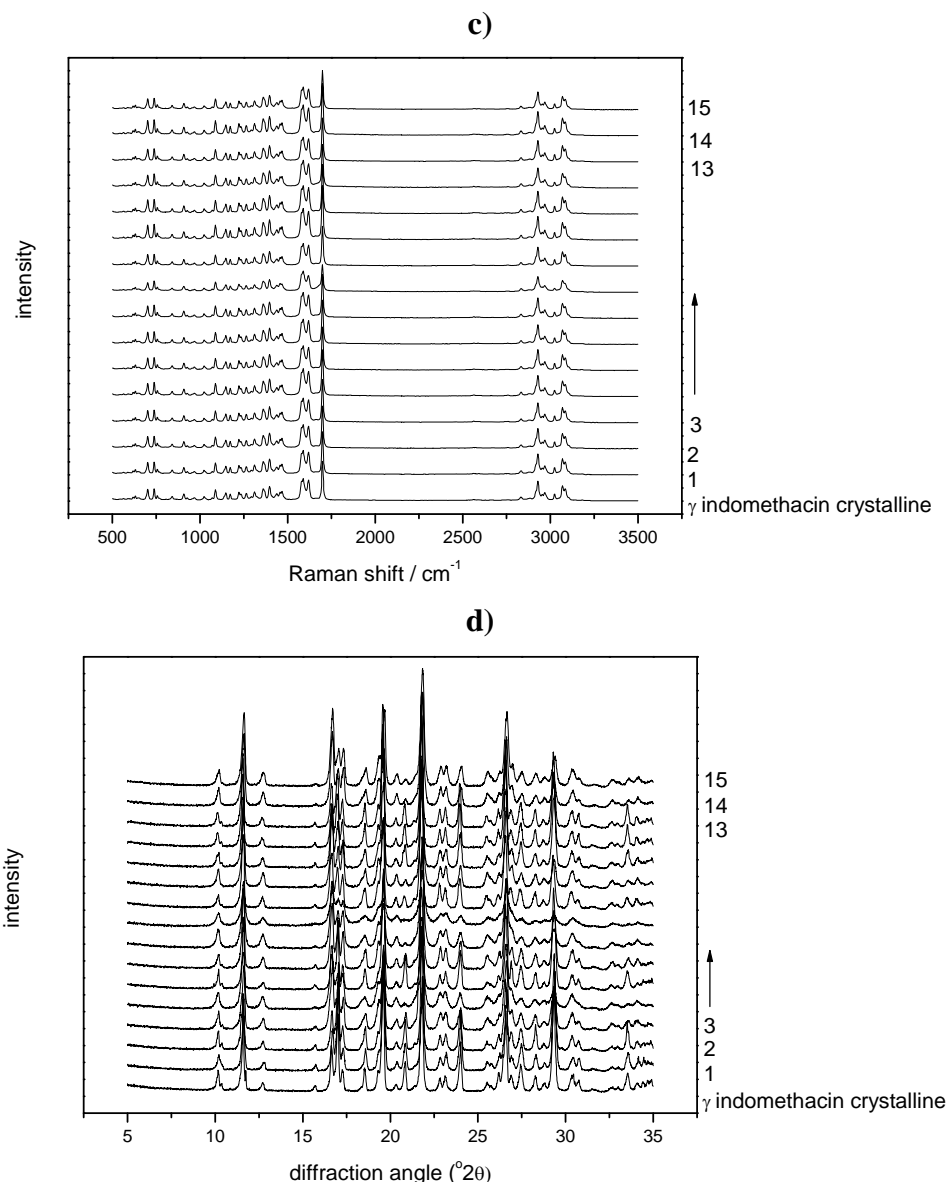 c)
intensity
15
14
13
3
2
1
γ indomethacin crystalline
500 1000 1500 2000 2500 3000 3500
Raman shift / cm⁻¹
d)
intensity
15
14
13
3
2
1
γ indomethacin crystalline
5 10 15 20 25 30 35
diffraction angle (°2θ)